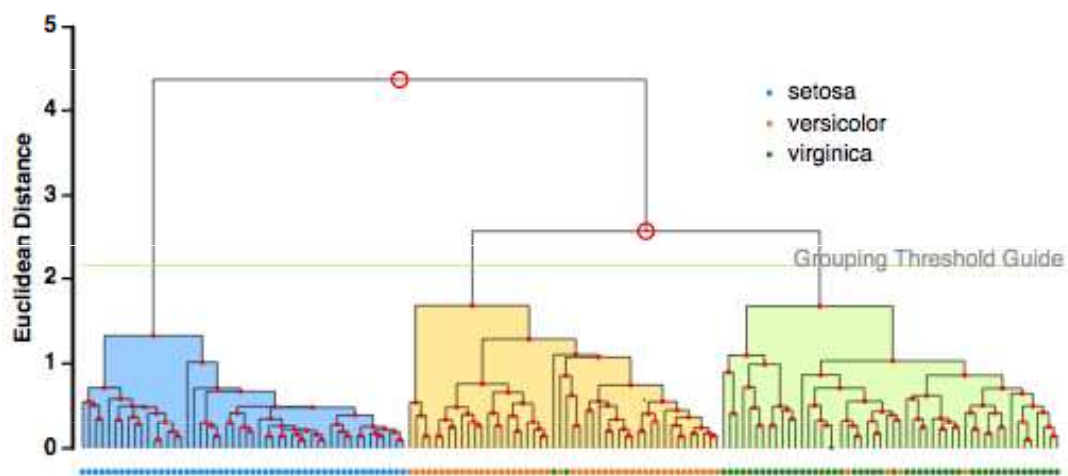 5
4
3
2
1
0
Euclidean Distance
setosa
versicolor
virginica
Grouping Threshold Guide